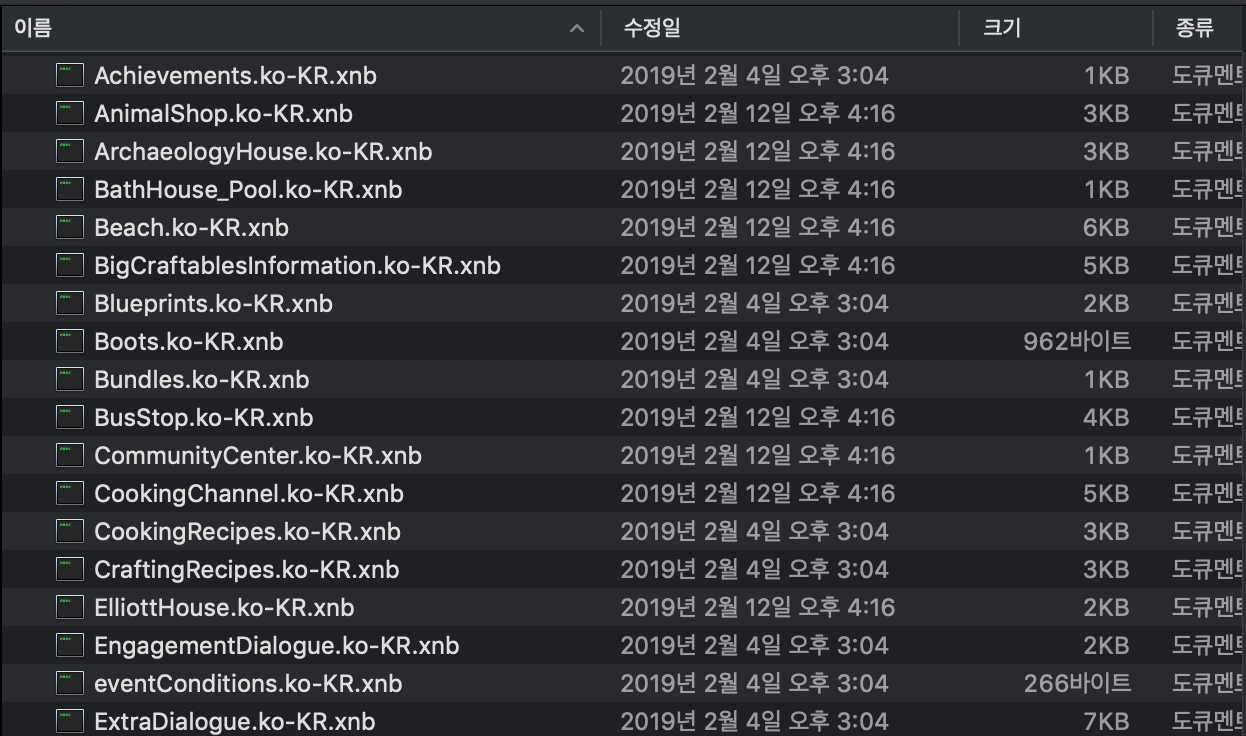 이름 수정일 크기 종류
Achievements.ko-KR.xnb 2019년 2월 4일 오후 3:04 1KB 도큐멘트
AnimalShop.ko-KR.xnb 2019년 2월 12일 오후 4:16 3KB 도큐멘트
ArchaeologyHouse.ko-KR.xnb 2019년 2월 12일 오후 4:16 3KB 도큐멘트
BathHouse_Pool.ko-KR.xnb 2019년 2월 12일 오후 4:16 1KB 도큐멘트
Beach.ko-KR.xnb 2019년 2월 12일 오후 4:16 6KB 도큐멘트
BigCraftablesInformation.ko-KR.xnb 2019년 2월 12일 오후 4:16 5KB 도큐멘트
Blueprints.ko-KR.xnb 2019년 2월 4일 오후 3:04 2KB 도큐멘트
Boots.ko-KR.xnb 2019년 2월 4일 오후 3:04 962바이트 도큐멘트
Bundles.ko-KR.xnb 2019년 2월 4일 오후 3:04 1KB 도큐멘트
BusStop.ko-KR.xnb 2019년 2월 12일 오후 4:16 4KB 도큐멘트
CommunityCenter.ko-KR.xnb 2019년 2월 12일 오후 4:16 1KB 도큐멘트
CookingChannel.ko-KR.xnb 2019년 2월 12일 오후 4:16 5KB 도큐멘트
CookingRecipes.ko-KR.xnb 2019년 2월 4일 오후 3:04 3KB 도큐멘트
CraftingRecipes.ko-KR.xnb 2019년 2월 4일 오후 3:04 3KB 도큐멘트
ElliottHouse.ko-KR.xnb 2019년 2월 12일 오후 4:16 2KB 도큐멘트
EngagementDialogue.ko-KR.xnb 2019년 2월 4일 오후 3:04 2KB 도큐멘트
eventConditions.ko-KR.xnb 2019년 2월 4일 오후 3:04 266바이트 도큐멘트
ExtraDialogue.ko-KR.xnb 2019년 2월 4일 오후 3:04 7KB 도큐멘트